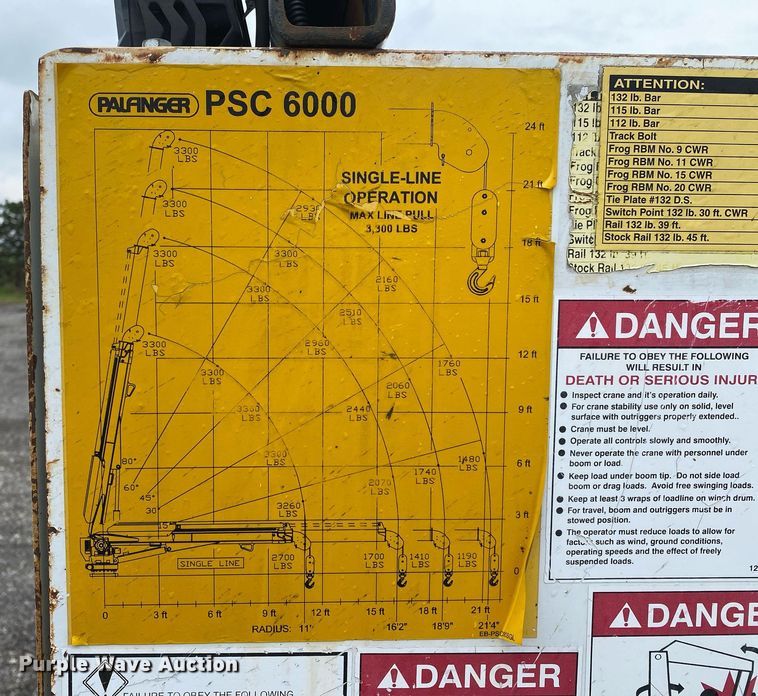 PALFINGER PSC 6000
SINGLE-LINE
OPERATION
MAX LINE PULL
3,300 LBS
24 ft
21 ft
18 ft
15 ft
12 ft
9 ft
6 ft
3 ft
0
3300 LBS
3300 LBS
3300 LBS
3300 LBS
2930 LBS
3300 LBS
3300 LBS
2160 LBS
2510 LBS
2960 LBS
1760 LBS
3300 LBS
2060 LBS
3300 LBS
2440 LBS
3300 LBS
1480 LBS
1740 LBS
2070 LBS
3260 LBS
80°
60°
45°
30°
15°
SINGLE LINE
2700 LBS
1700 LBS
1410 LBS
1190 LBS
0
3 ft
6 ft
9 ft
12 ft
15 ft
18 ft
21 ft
RADIUS: 11'
16'2"
18'9"
21'4"
ATTENTION:
132 lb. Bar
115 lb. Bar
112 lb. Bar
Track Bolt
Frog RBM No. 9 CWR
Frog RBM No. 11 CWR
Frog RBM No. 15 CWR
Frog RBM No. 20 CWR
Tie Plate #132 D.S.
Switch Point 132 lb. 30 ft. CWR
Rail 132 lb. 39 ft.
Stock Rail 132 lb. 45 ft.
DANGER
FAILURE TO OBEY THE FOLLOWING
WILL RESULT IN
DEATH OR SERIOUS INJUR
Inspect crane and it's operation daily.
For crane stability use only on solid, level
surface with outriggers properly extended..
Crane must be level.
Operate all controls slowly and smoothly.
Never operate the crane with personnel under
boom or load.
Keep load under boom tip. Do not side load
boom or drag loads. Avoid free swinging loads.
Keep at least 3 wraps of loadline on winch drum.
For travel, boom and outriggers must be in
stowed position.
The operator must reduce loads to allow for
factors such as wind, ground conditions,
operating speeds and the effect of freely
suspended loads.
DANGE
DANGER
FAILURE TO OBEY THE FOLLOWING
Purple Wave Auction